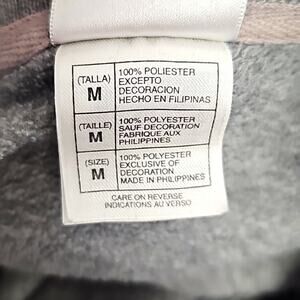 (TALLA)
M
100% POLIESTER
EXCEPTO
DECORACION
HECHO EN FILIPINAS
(TAILLE)
M
100% POLYESTER
SAUF DECORATION
FABRIQUE AUX
PHILIPPINES
(SIZE)
M
100% POLYESTER
EXCLUSIVE OF
DECORATION
MADE IN PHILIPPINES
CARE ON REVERSE
INDICATIONS AU VERSO